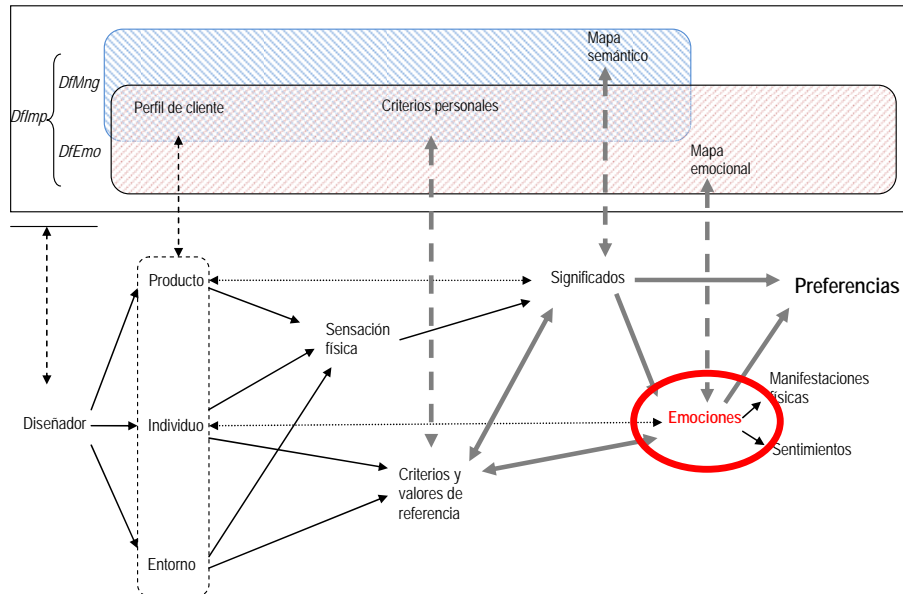 Mapa
semántico
DfMng
DfImp
DfEmo
Perfil de cliente
Criterios personales
Mapa
emocional
Producto
Significados
Preferencias
Sensación
física
Manifestaciones
físicas
Diseñador
Individuo
Emociones
Sentimientos
Criterios y
valores de
referencia
Entorno